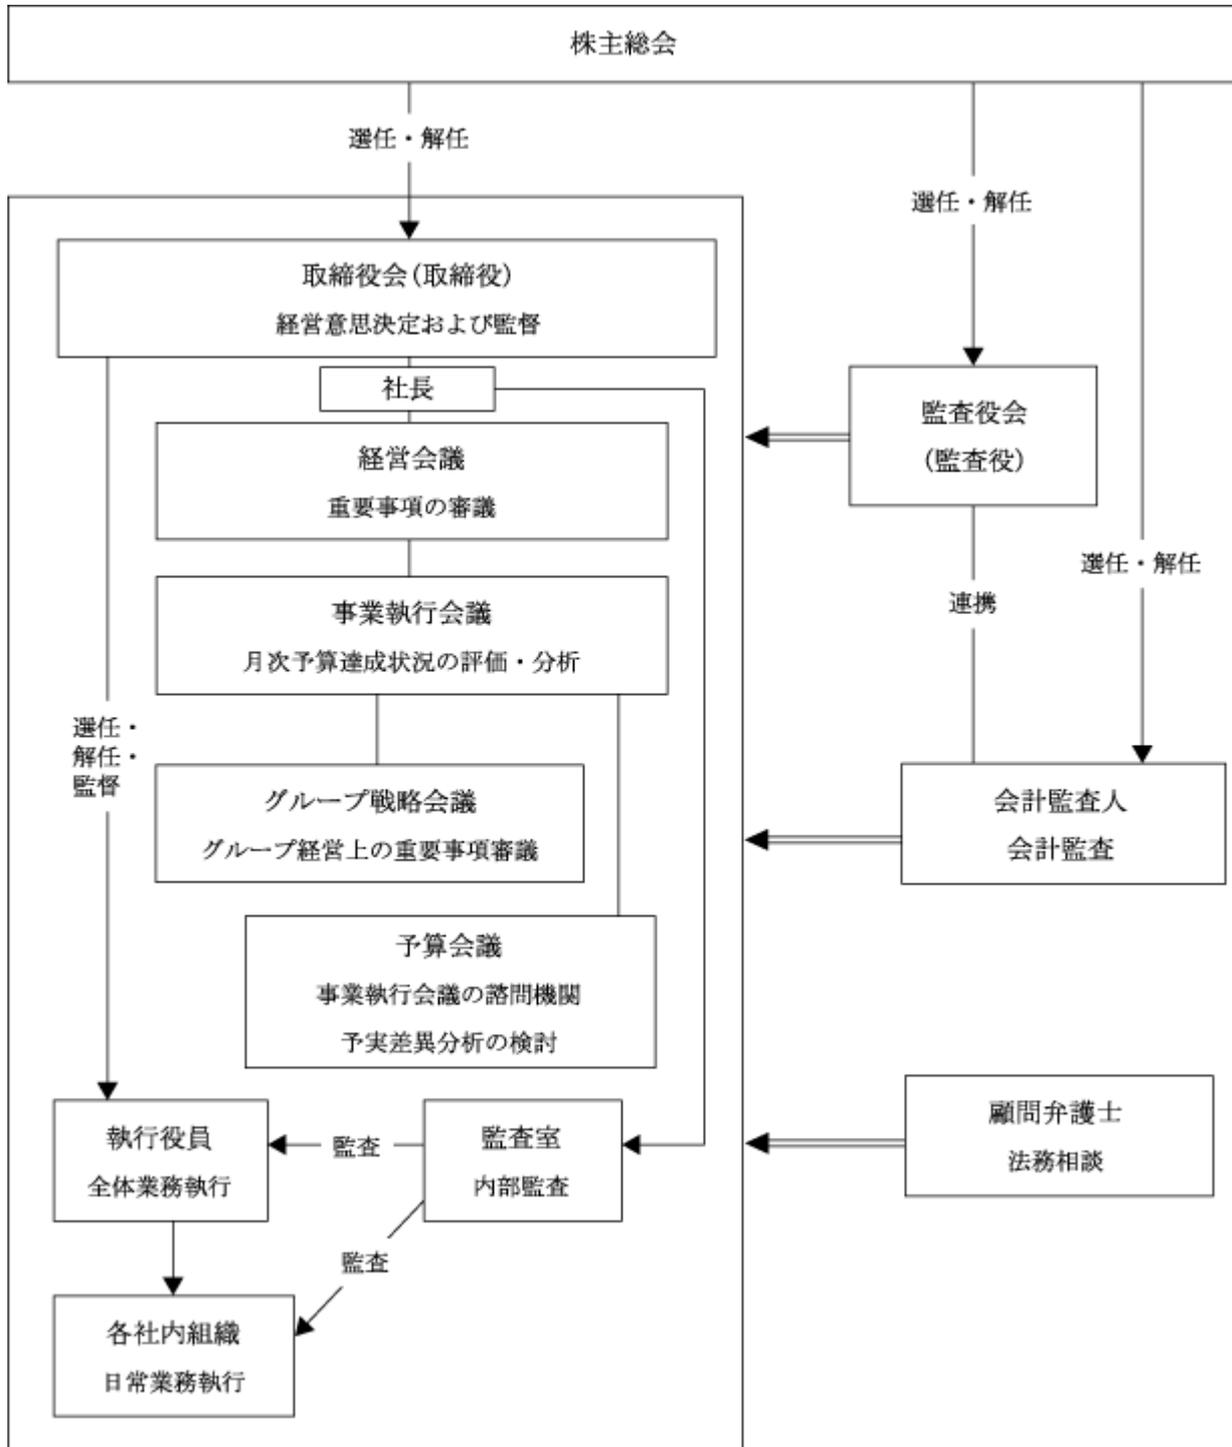 株主総会
選任・解任
選任・解任
取締役会(取締役)
経営意思決定および監督
社長
監査役会
(監査役)
経営会議
重要事項の審議
選任・解任
事業執行会議
月次予算達成状況の評価・分析
連携
選任・
解任・
監督
グループ戦略会議
グループ経営上の重要事項審議
会計監査人
会計監査
予算会議
事業執行会議の諮問機関
予実差異分析の検討
執行役員
全体業務執行
監査
監査室
内部監査
顧問弁護士
法務相談
監査
各社内組織
日常業務執行